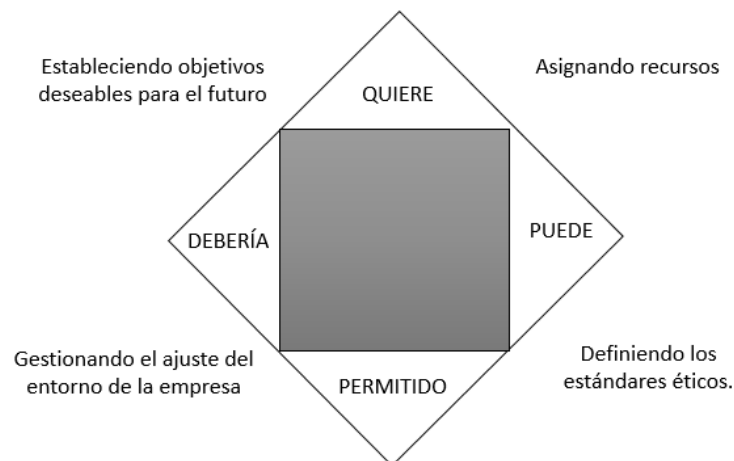 Estableciendo objetivos
deseables para el futuro
Asignando recursos
QUIERE
DEBERÍA
PUEDE
Gestionando el ajuste del
entorno de la empresa
PERMITIDO
Definiendo los
estándares éticos.